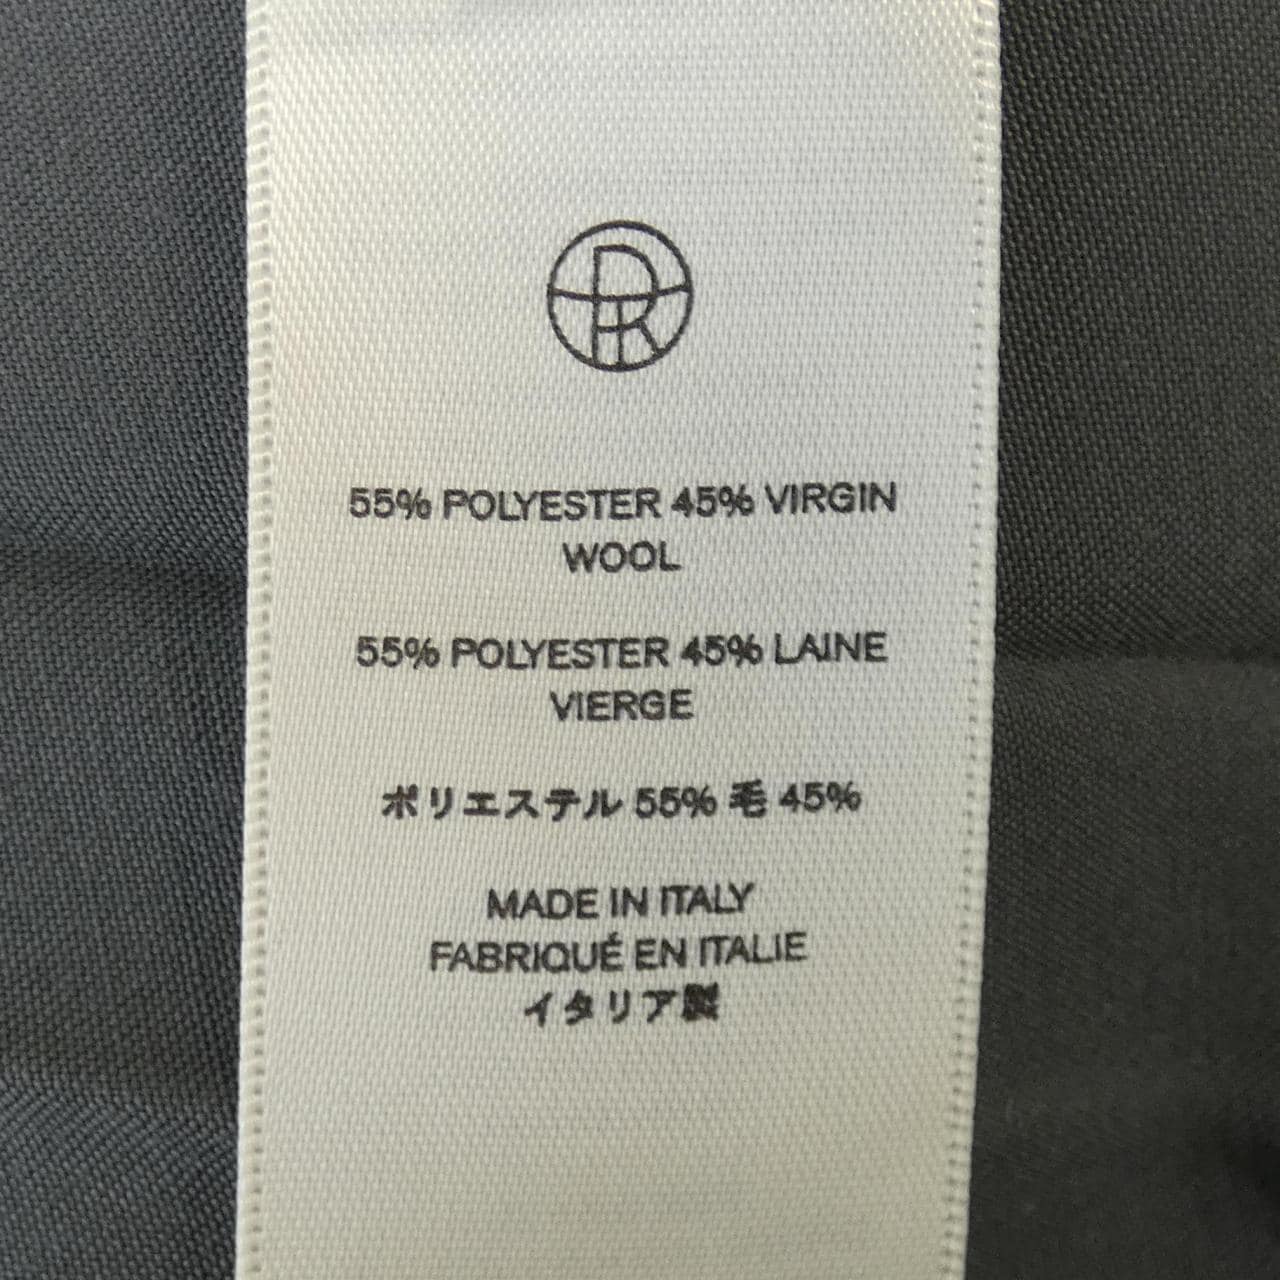 55% POLYESTER 45% VIRGIN
WOOL
55% POLYESTER 45% LAINE
VIERGE
ポリエステル 55% 毛 45%
MADE IN ITALY
FABRIQUÉ EN ITALIE
イタリア製